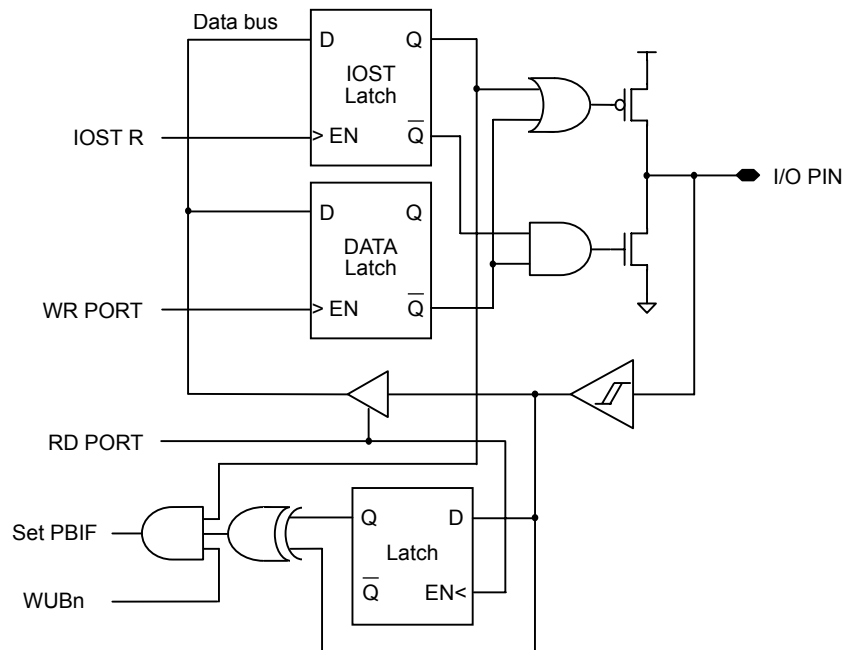 Data bus
D Q
IOST
Latch
IOST R
> EN Q̅
I/O PIN
D Q
DATA
Latch
WR PORT
> EN Q̅
RD PORT
Q D
Set PBIF
Latch
Q̅ EN<
WUBn